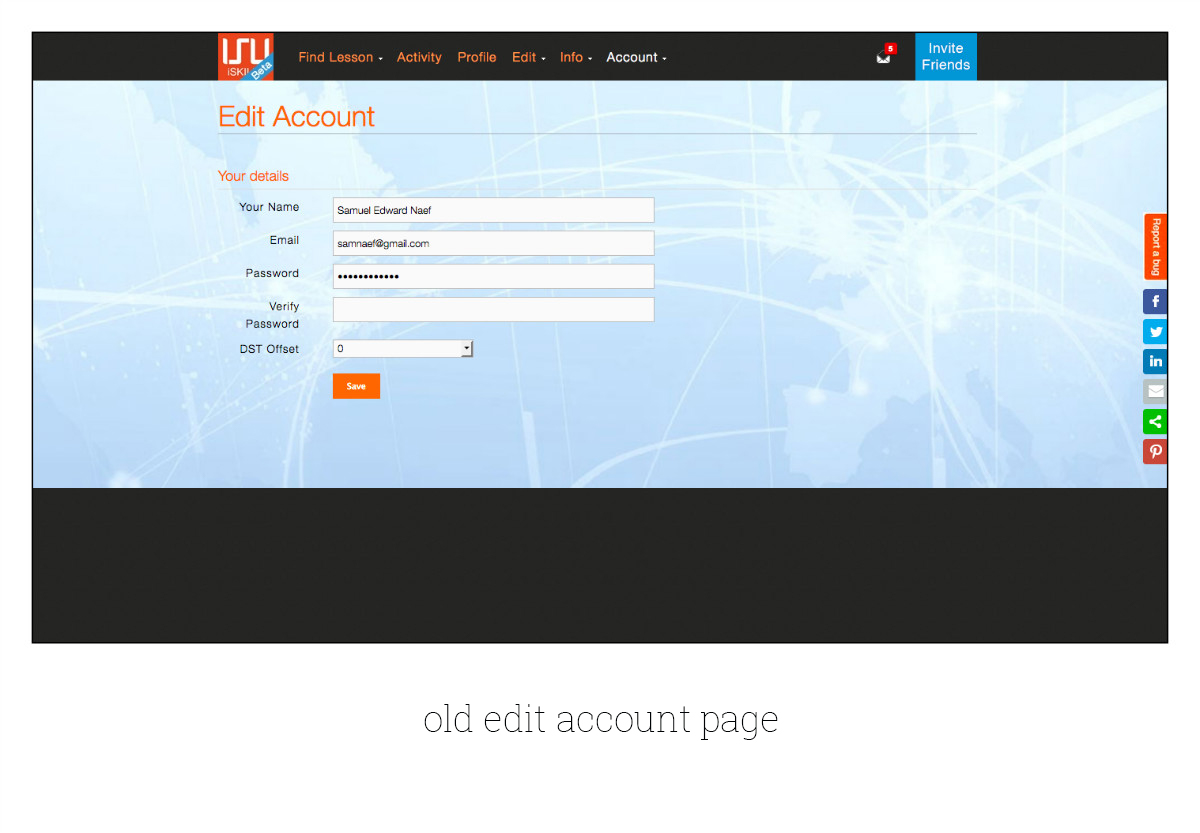 iSKI
Beta
Find Lesson
Activity
Profile
Edit
Info
Account
5
Invite
Friends
Edit Account
Your details
Your Name
Samuel Edward Naef
Email
samnaef@gmail.com
Password
••••••••••••
Verify
Password
DST Offset
0
Save
Report a bug
old edit account page